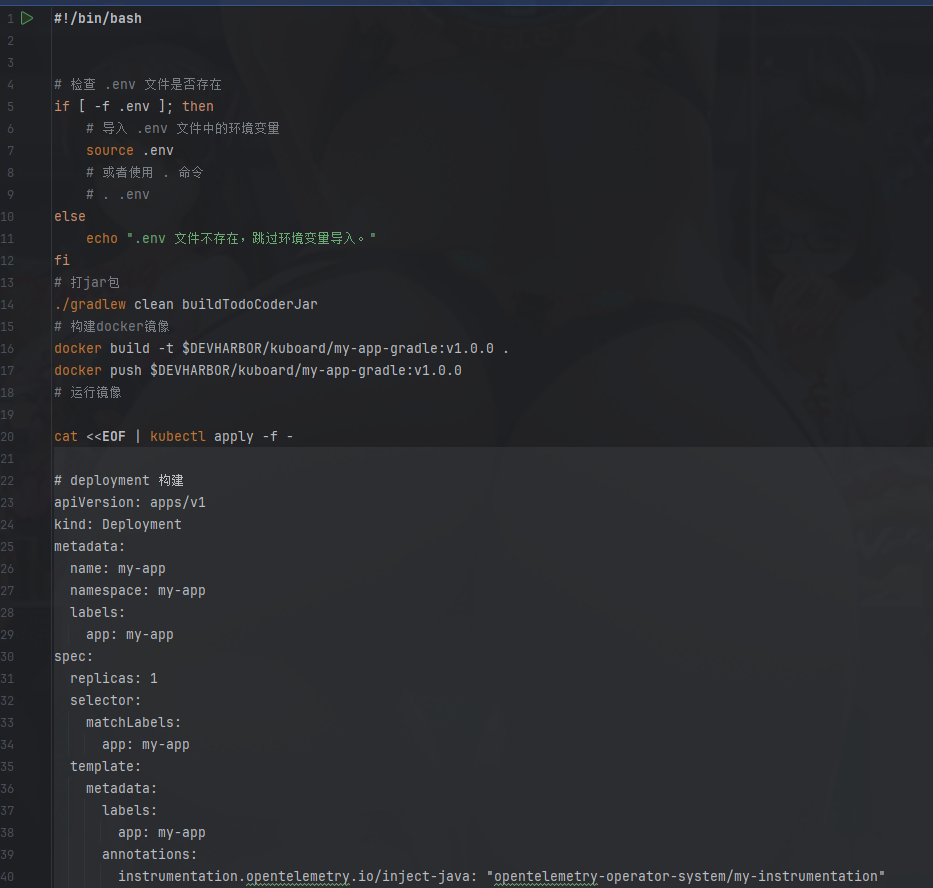 1 #!/bin/bash
2
3
4 # 检查 .env 文件是否存在
5 if [ -f .env ]; then
6     # 导入 .env 文件中的环境变量
7     source .env
8     # 或者使用 . 命令
9     # . .env
10 else
11     echo ".env 文件不存在，跳过环境变量导入。"
12 fi
13 # 打jar包
14 ./gradlew clean buildTodoCoderJar
15 # 构建docker镜像
16 docker build -t $DEVHARBOR/kuboard/my-app-gradle:v1.0.0 .
17 docker push $DEVHARBOR/kuboard/my-app-gradle:v1.0.0
18 # 运行镜像
19
20 cat <<EOF | kubectl apply -f -
21
22 # deployment 构建
23 apiVersion: apps/v1
24 kind: Deployment
25 metadata:
26   name: my-app
27   namespace: my-app
28   labels:
29     app: my-app
30 spec:
31   replicas: 1
32   selector:
33     matchLabels:
34       app: my-app
35   template:
36     metadata:
37       labels:
38         app: my-app
39       annotations:
40         instrumentation.opentelemetry.io/inject-java: "opentelemetry-operator-system/my-instrumentation"